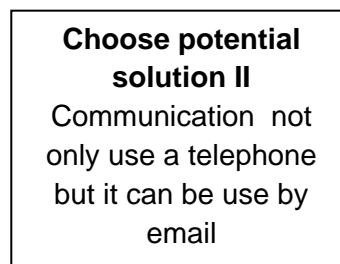 Choose potential
solution II
Communication  not
only use a telephone
but it can be use by
email